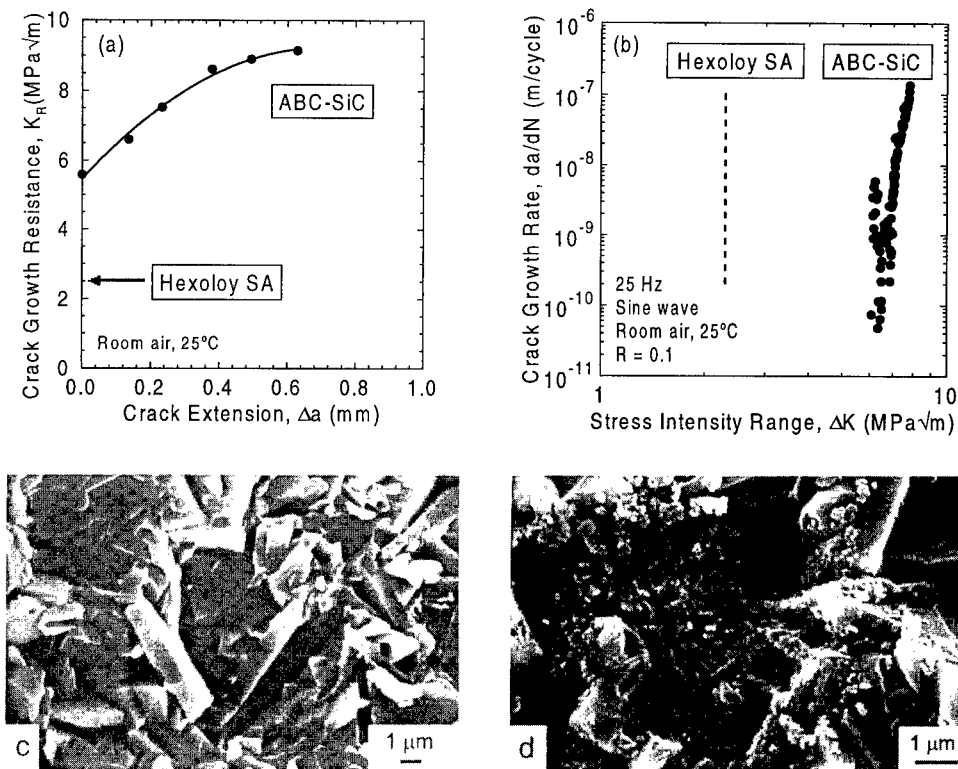 (a)
ABC-SiC
Hexoloy SA
Room air, 25ºC
Crack Growth Resistance, K_R(MPa√m)
10
8
6
4
2
0
0.0 0.2 0.4 0.6 0.8 1.0
Crack Extension, Δa (mm)
(b)
Hexoloy SA
ABC-SiC
25 Hz
Sine wave
Room air, 25ºC
R = 0.1
Crack Growth Rate, da/dN (m/cycle)
10⁻⁶
10⁻⁷
10⁻⁸
10⁻⁹
10⁻¹⁰
10⁻¹¹
1 10
Stress Intensity Range, ΔK (MPa√m)
c
1 μm
d
1 μm